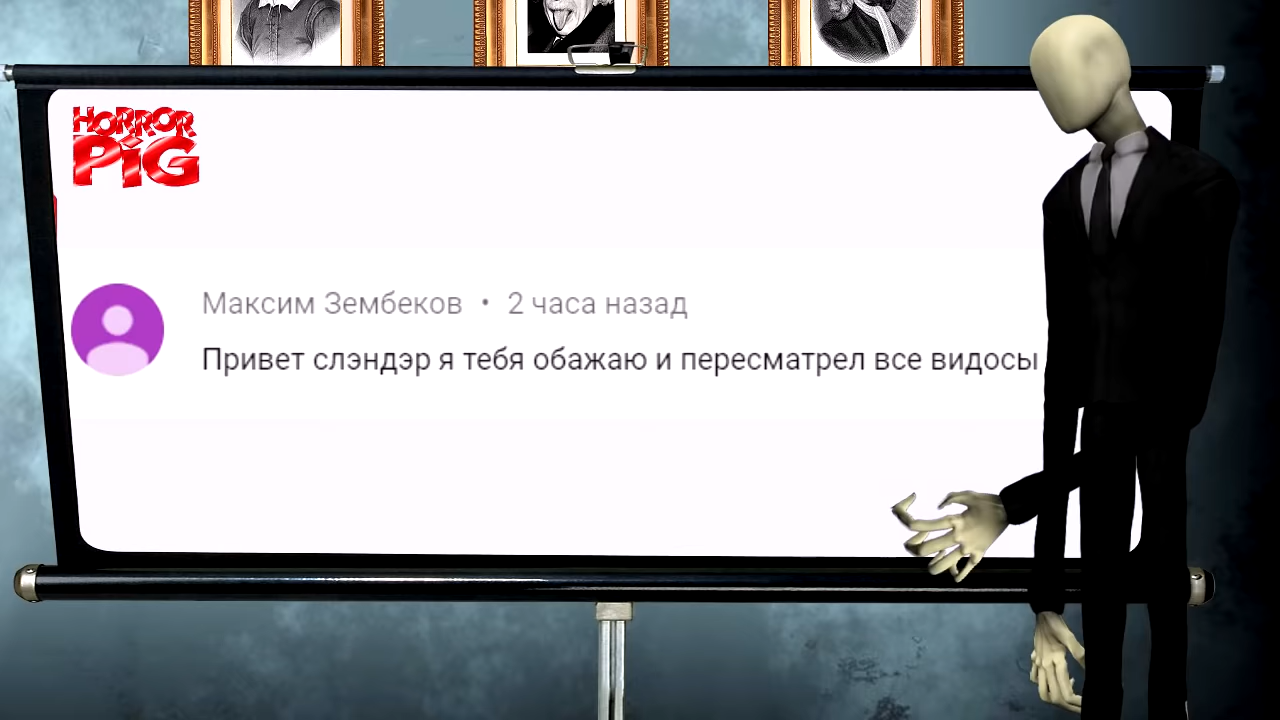 HORROR
PiG
Максим Зембеков • 2 часа назад
Привет слэндэр я тебя обажаю и пересматрел все видосы